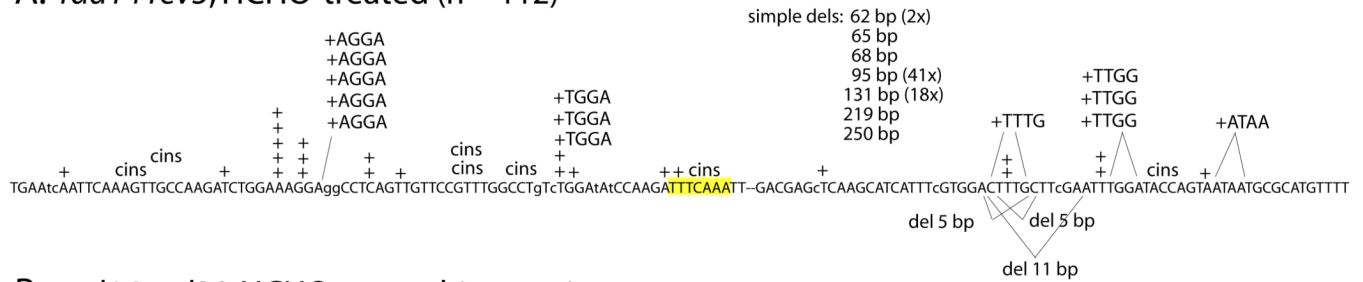 simple dels: 62 bp (2x)
65 bp
68 bp
95 bp (41x)
131 bp (18x)
219 bp
250 bp
+AGGA
+AGGA
+AGGA
+AGGA
+AGGA
+TGGA
+TGGA
+TGGA
+TTTG
+TTGG
+TTGG
+TTGG
+ATAA
+
+
+
+
+
+ +
+ +
+ +
+
+
cins
cins
cins
cins
cins
+
+ +
+ + cins
+
+
+
+
+
cins
+
TGAAtcAATTCAAAGTTGCCAAGATCTGGAAAGGAggCCTCAGTTGTTCCGTTTGGCCTgTcTGGAtAtCCAAGATTTCAAATT--GACGAGcTCAAGCATCATTTcGTGGACTTTGCTTcGAATTTGGATACCAGTAATAATGCGCATGTTTT
del 5 bp
del 5 bp
del 11 bp